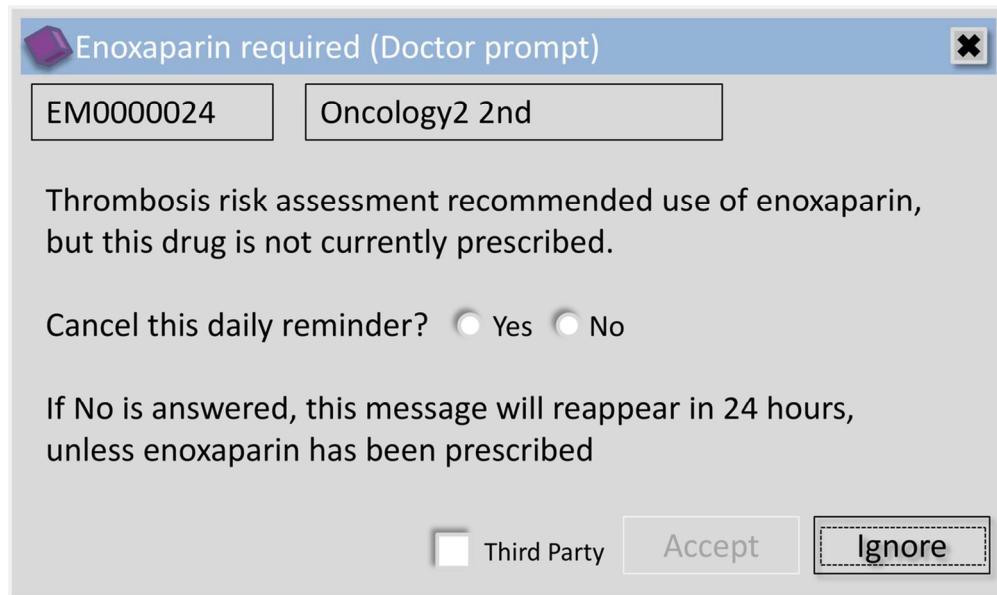 Enoxaparin required (Doctor prompt)
EM0000024 Oncology2 2nd
Thrombosis risk assessment recommended use of enoxaparin,
but this drug is not currently prescribed.
Cancel this daily reminder? Yes No
If No is answered, this message will reappear in 24 hours,
unless enoxaparin has been prescribed
Third Party Accept Ignore